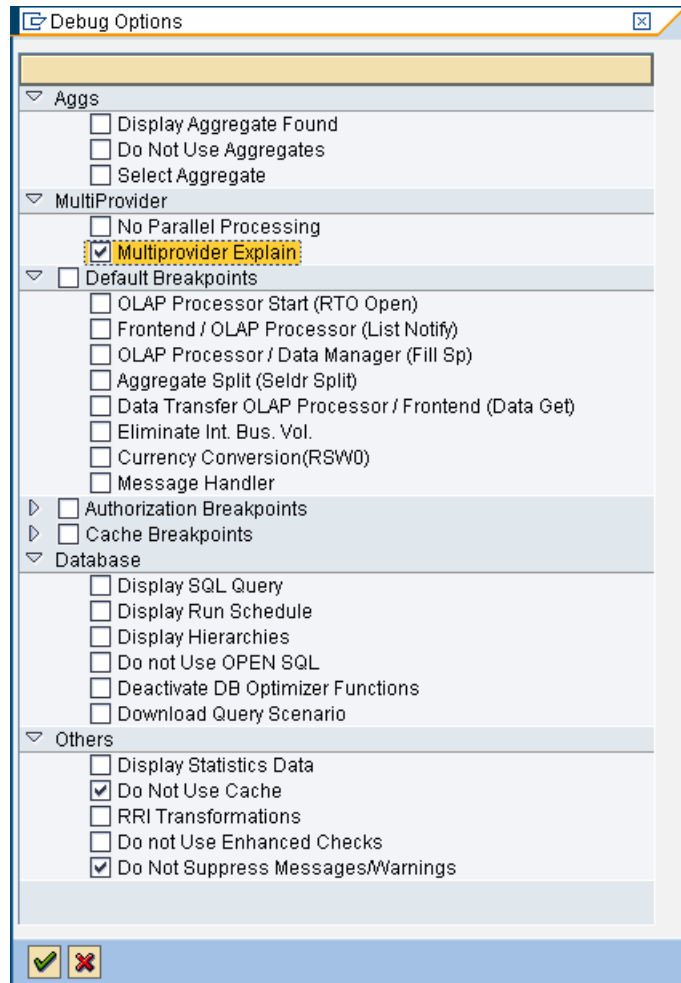 Debug Options
Aggs
Display Aggregate Found
Do Not Use Aggregates
Select Aggregate
MultiProvider
No Parallel Processing
Multiprovider Explain
Default Breakpoints
OLAP Processor Start (RTO Open)
Frontend / OLAP Processor (List Notify)
OLAP Processor / Data Manager (Fill Sp)
Aggregate Split (Seldr Split)
Data Transfer OLAP Processor / Frontend (Data Get)
Eliminate Int. Bus. Vol.
Currency Conversion(RSW0)
Message Handler
Authorization Breakpoints
Cache Breakpoints
Database
Display SQL Query
Display Run Schedule
Display Hierarchies
Do not Use OPEN SQL
Deactivate DB Optimizer Functions
Download Query Scenario
Others
Display Statistics Data
Do Not Use Cache
RRI Transformations
Do not Use Enhanced Checks
Do Not Suppress Messages/Warnings